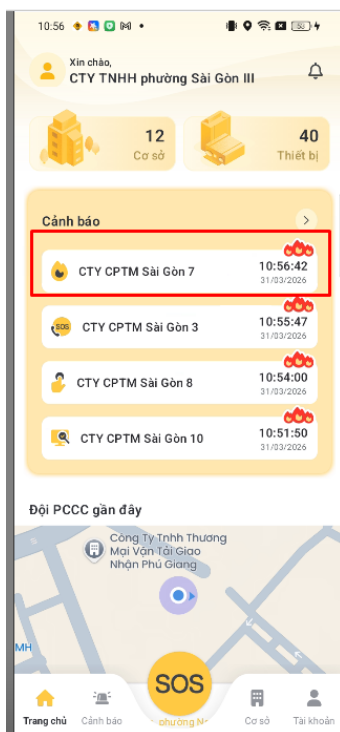 10:56
53
Xin chào,
CTY TNHH phường Sài Gòn III
12
Cơ sở
40
Thiết bị
Cảnh báo
CTY CPTM Sài Gòn 7
10:56:42
31/03/2026
SOS
CTY CPTM Sài Gòn 3
10:55:47
31/03/2026
CTY CPTM Sài Gòn 8
10:54:00
31/03/2026
CTY CPTM Sài Gòn 10
10:51:50
31/03/2026
Đội PCCC gần đây
Công Ty Tnhh Thương
Mại Vận Tải Giao
Nhận Phú Giang
MH
SOS
Trang chủ
Cảnh báo
phường
Cơ sở
Tài khoản